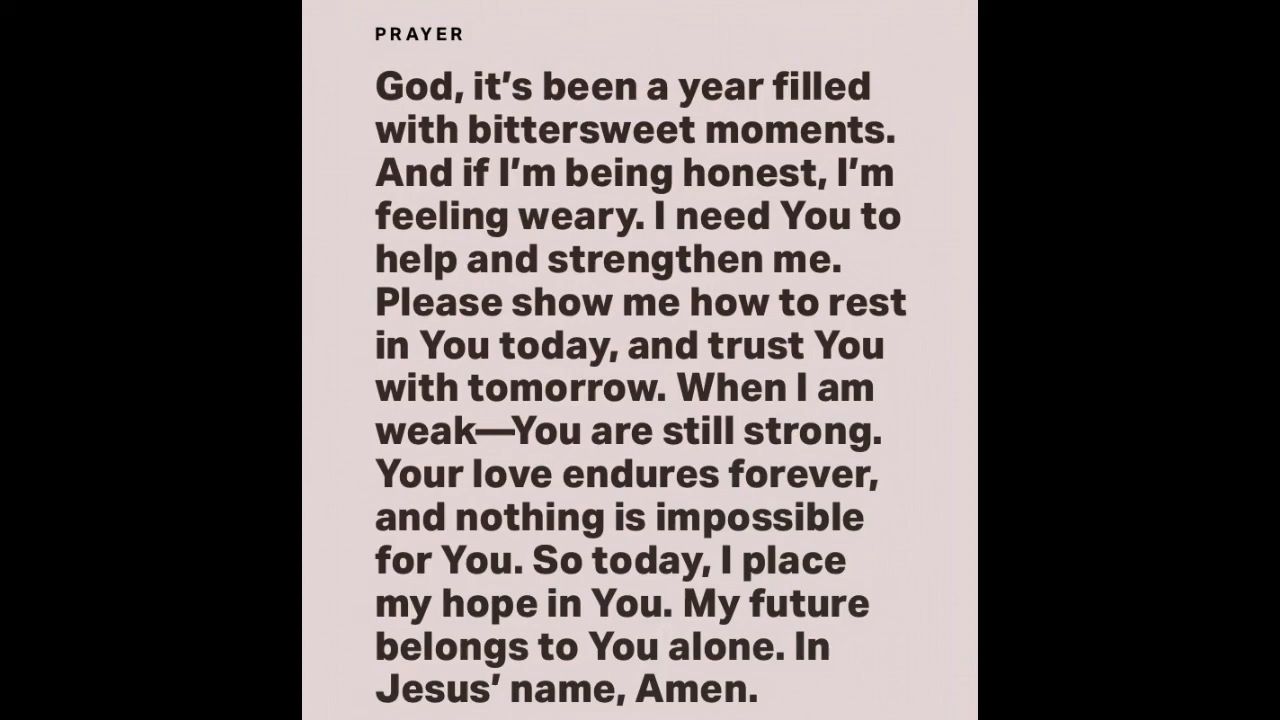 PRAYER
God, it’s been a year filled
with bittersweet moments.
And if I’m being honest, I’m
feeling weary. I need You to
help and strengthen me.
Please show me how to rest
in You today, and trust You
with tomorrow. When I am
weak—You are still strong.
Your love endures forever,
and nothing is impossible
for You. So today, I place
my hope in You. My future
belongs to You alone. In
Jesus’ name, Amen.